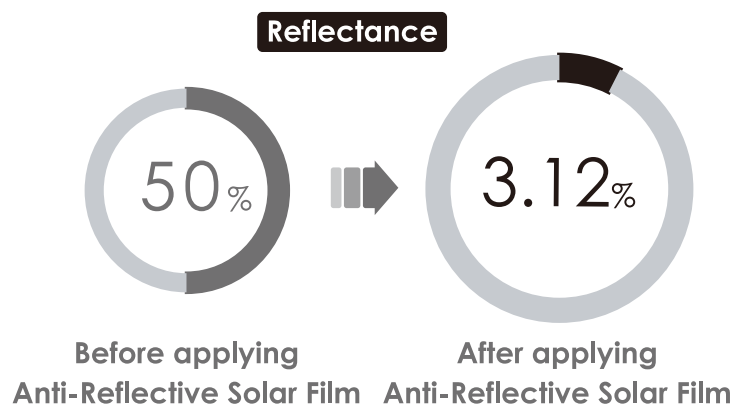 Reflectance
50%
3.12%
Before applying
Anti-Reflective Solar Film
After applying
Anti-Reflective Solar Film